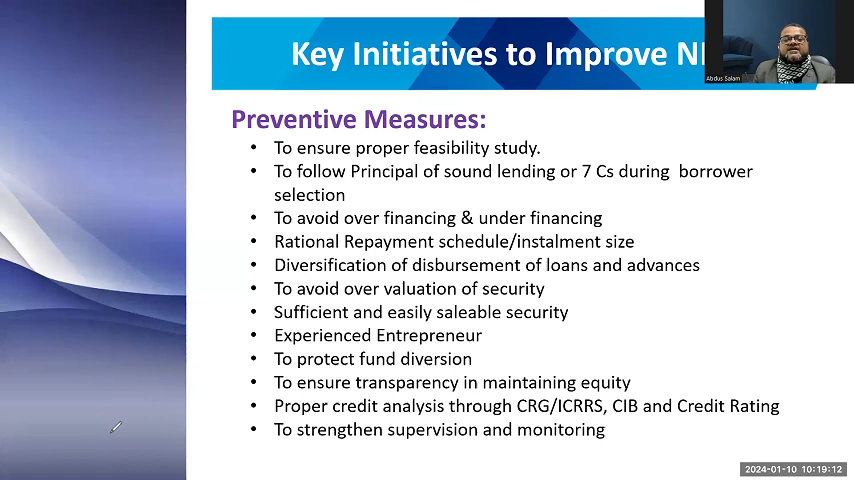 Key Initiatives to Improve
Abdus Salam
Preventive Measures:
• To ensure proper feasibility study.
• To follow Principal of sound lending or 7 Cs during borrower
selection
• To avoid over financing & under financing
• Rational Repayment schedule/instalment size
• Diversification of disbursement of loans and advances
• To avoid over valuation of security
• Sufficient and easily saleable security
• Experienced Entrepreneur
• To protect fund diversion
• To ensure transparency in maintaining equity
• Proper credit analysis through CRG/ICRRS, CIB and Credit Rating
• To strengthen supervision and monitoring
2024-01-10 10:19:12